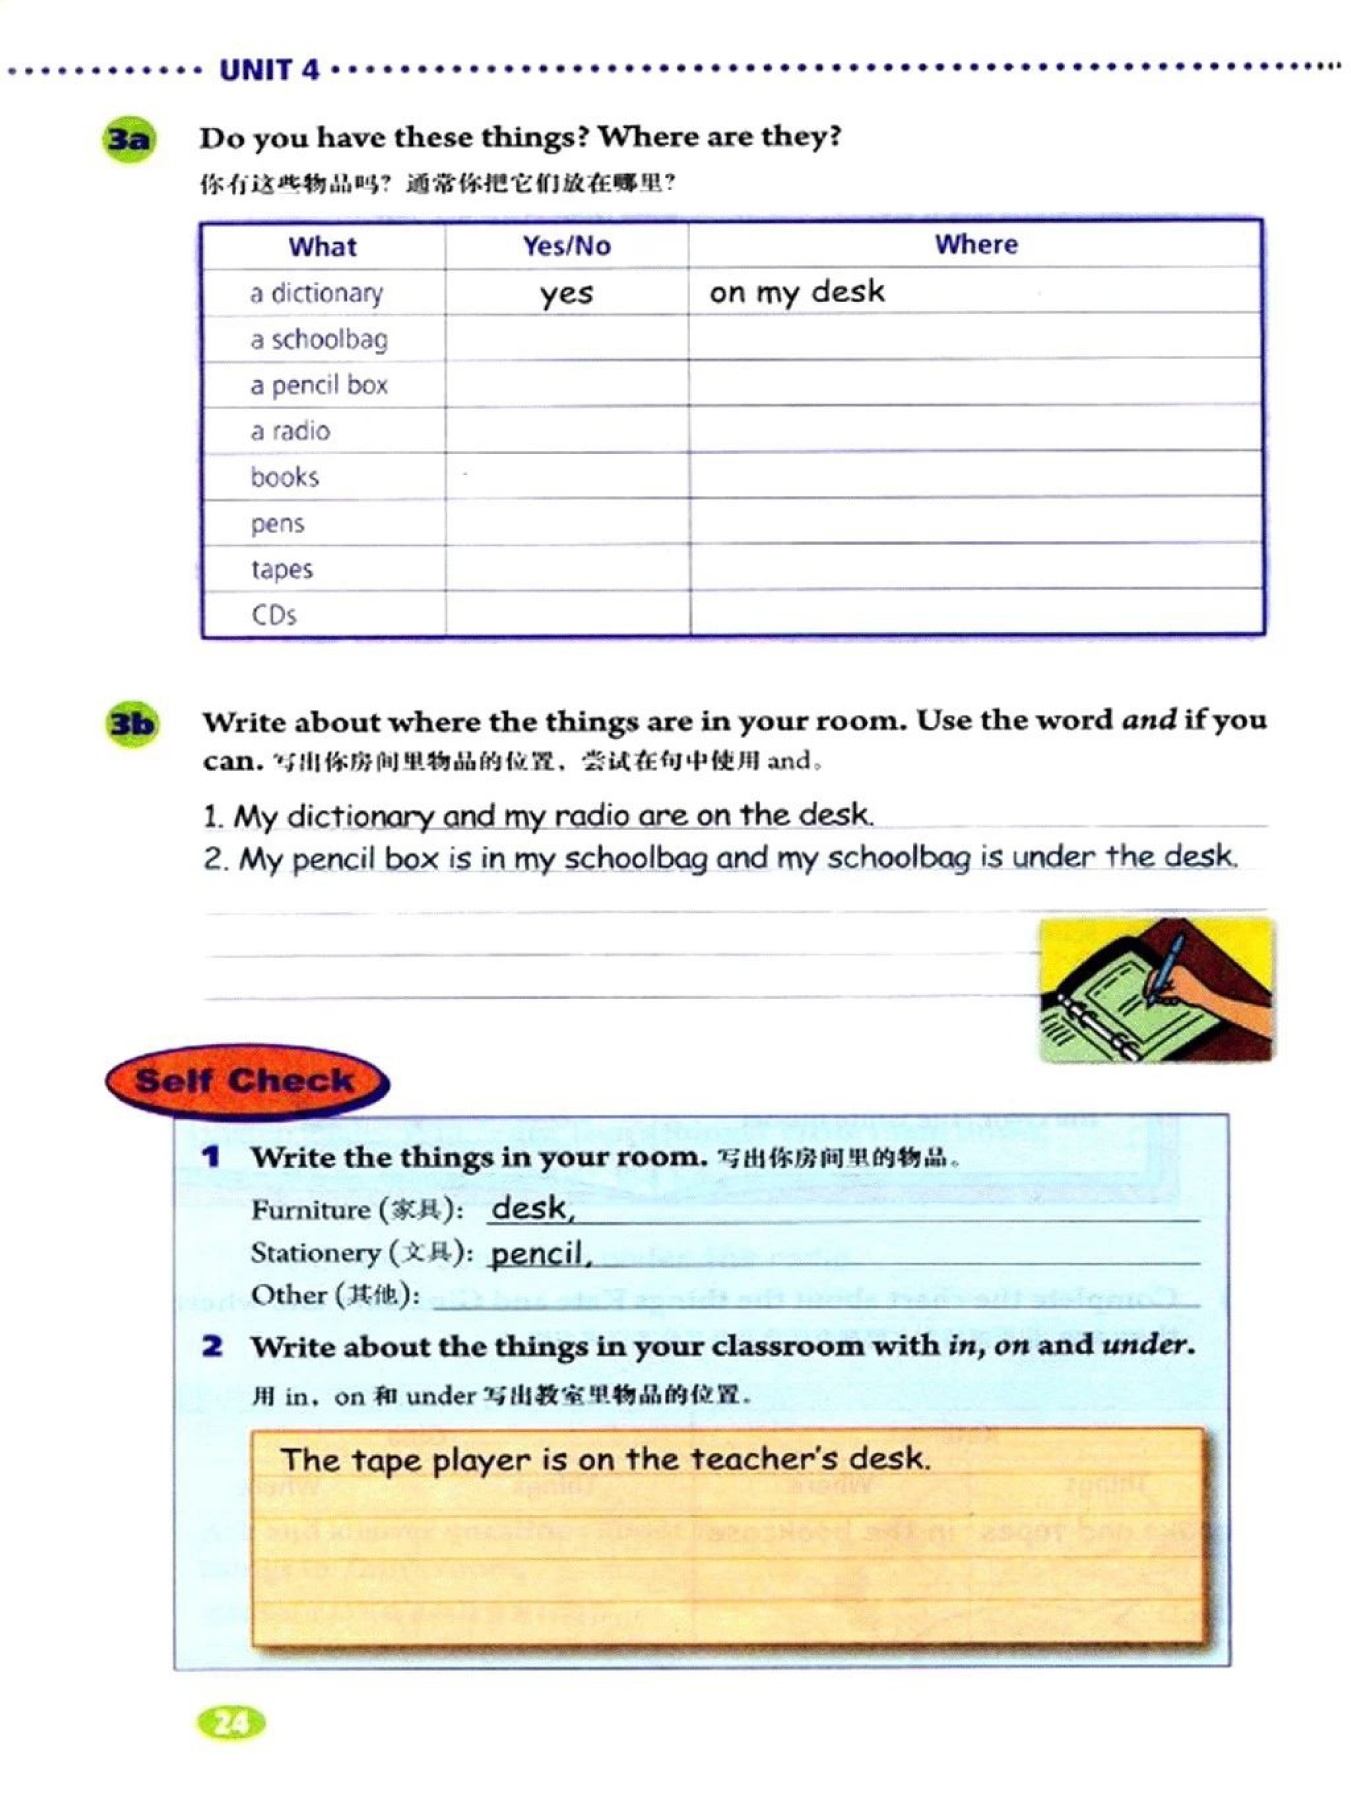 UNIT 4
3a Do you have these things? Where are they?
你有这些物品吗？通常你把它们放在哪里？
What Yes/No Where
a dictionary yes on my desk
a schoolbag
a pencil box
a radio
books
pens
tapes
CDs
3b Write about where the things are in your room. Use the word and if you
can. 写出你房间里物品的位置，尝试在句中使用 and。
1. My dictionary and my radio are on the desk.
2. My pencil box is in my schoolbag and my schoolbag is under the desk.
Self Check
1 Write the things in your room. 写出你房间里的物品。
Furniture (家具): desk,
Stationery (文具): pencil,
Other (其他):
2 Write about the things in your classroom with in, on and under.
用 in, on 和 under 写出教室里物品的位置。
The tape player is on the teacher's desk.
24